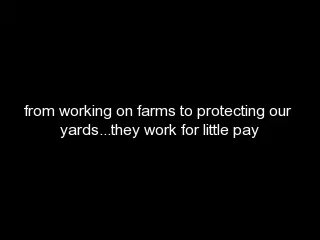 from working on farms to protecting our
yards...they work for little pay